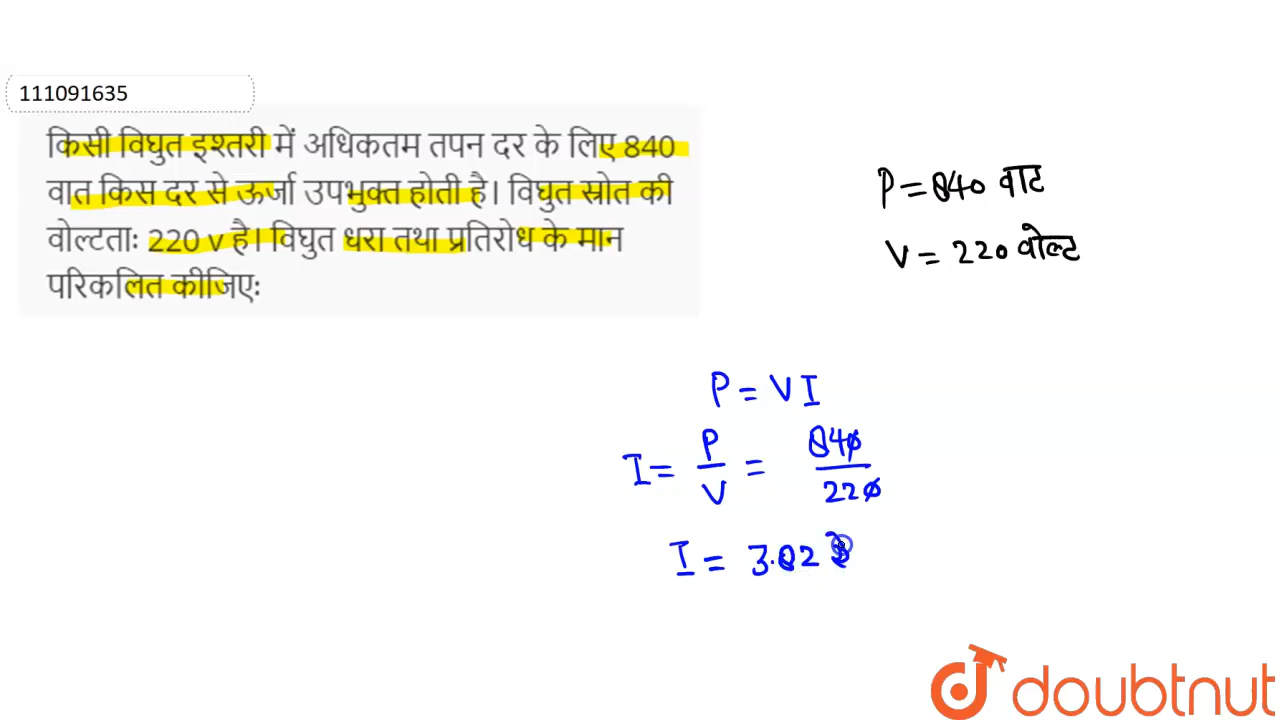 111091635
किसी विघुत इश्तरी में अधिकतम तपन दर के लिए 840
वात किस दर से ऊर्जा उपभुक्त होती है। विघुत स्रोत की
वोल्टताः 220 v है। विघुत धरा तथा प्रतिरोध के मान
परिकलित कीजिएः
P = 840 वाट
V = 220 वोल्ट
P = V I
I = P/V = 840/220
I = 3.82
doubtnut